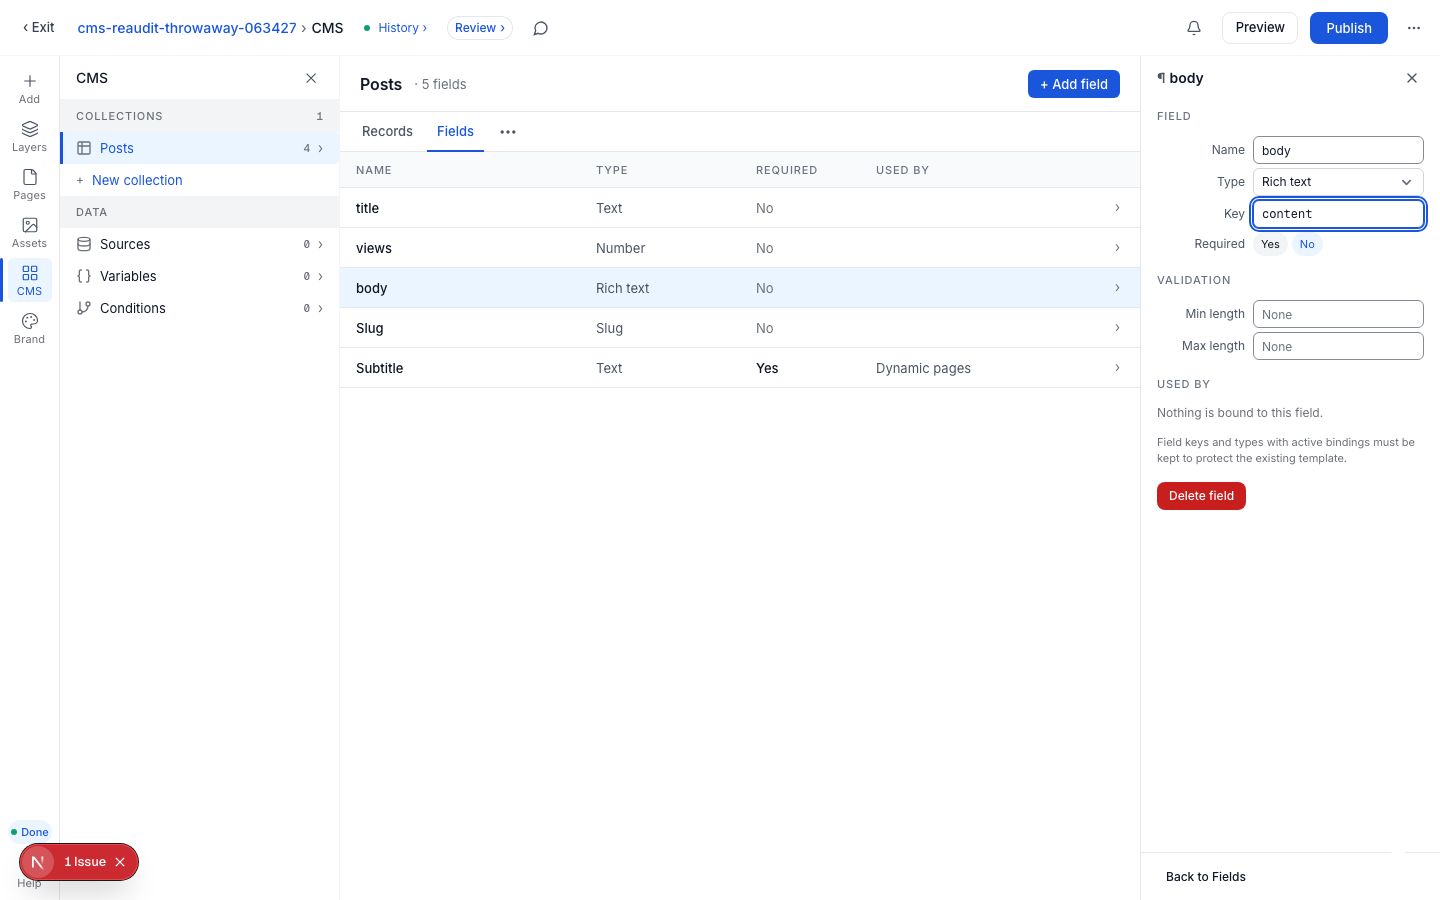 ‹ Exit
cms-reaudit-throwaway-063427 › CMS
History ›
Review ›
Preview
Publish
Add
Layers
Pages
Assets
CMS
Brand
Done
1 Issue
Help
CMS
COLLECTIONS 1
Posts 4 ›
+ New collection
DATA
Sources 0 ›
Variables 0 ›
Conditions 0 ›
Posts · 5 fields
+ Add field
Records Fields
NAME TYPE REQUIRED USED BY
title Text No ›
views Number No ›
body Rich text No ›
Slug Slug No ›
Subtitle Text Yes Dynamic pages ›
¶ body
FIELD
Name body
Type Rich text
Key content
Required Yes No
VALIDATION
Min length None
Max length None
USED BY
Nothing is bound to this field.
Field keys and types with active bindings must be
kept to protect the existing template.
Delete field
Back to Fields